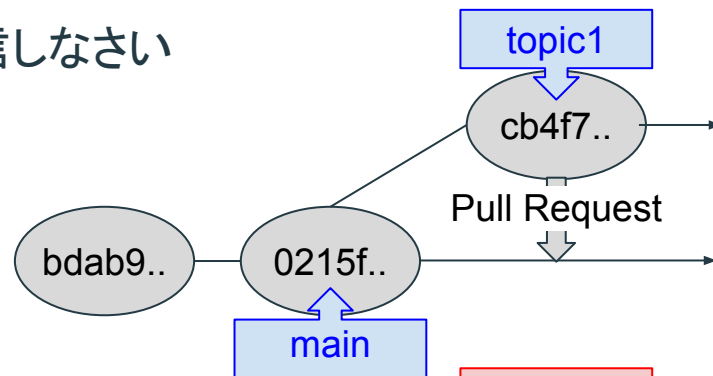 信しなさい
topic1
cb4f7..
Pull Request
bdab9..
0215f..
main